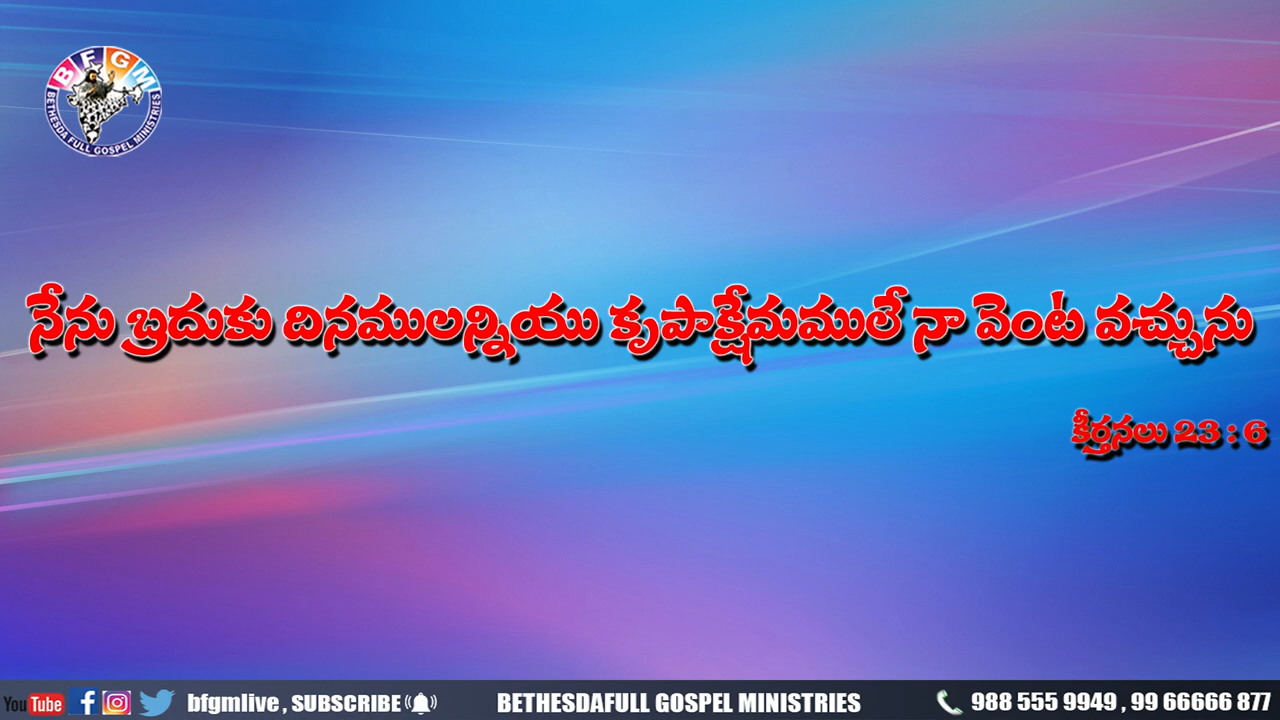 BFGM
BETHESDA FULL GOSPEL MINISTRIES
నేను బ్రదుకు దినములన్నియు కృపాక్షేమములే నా వెంట వచ్చును
కీర్తనలు 23 : 6
YouTube bfgmlive , SUBSCRIBE BETHESDAFULL GOSPEL MINISTRIES 988 555 9949 , 99 66666 877